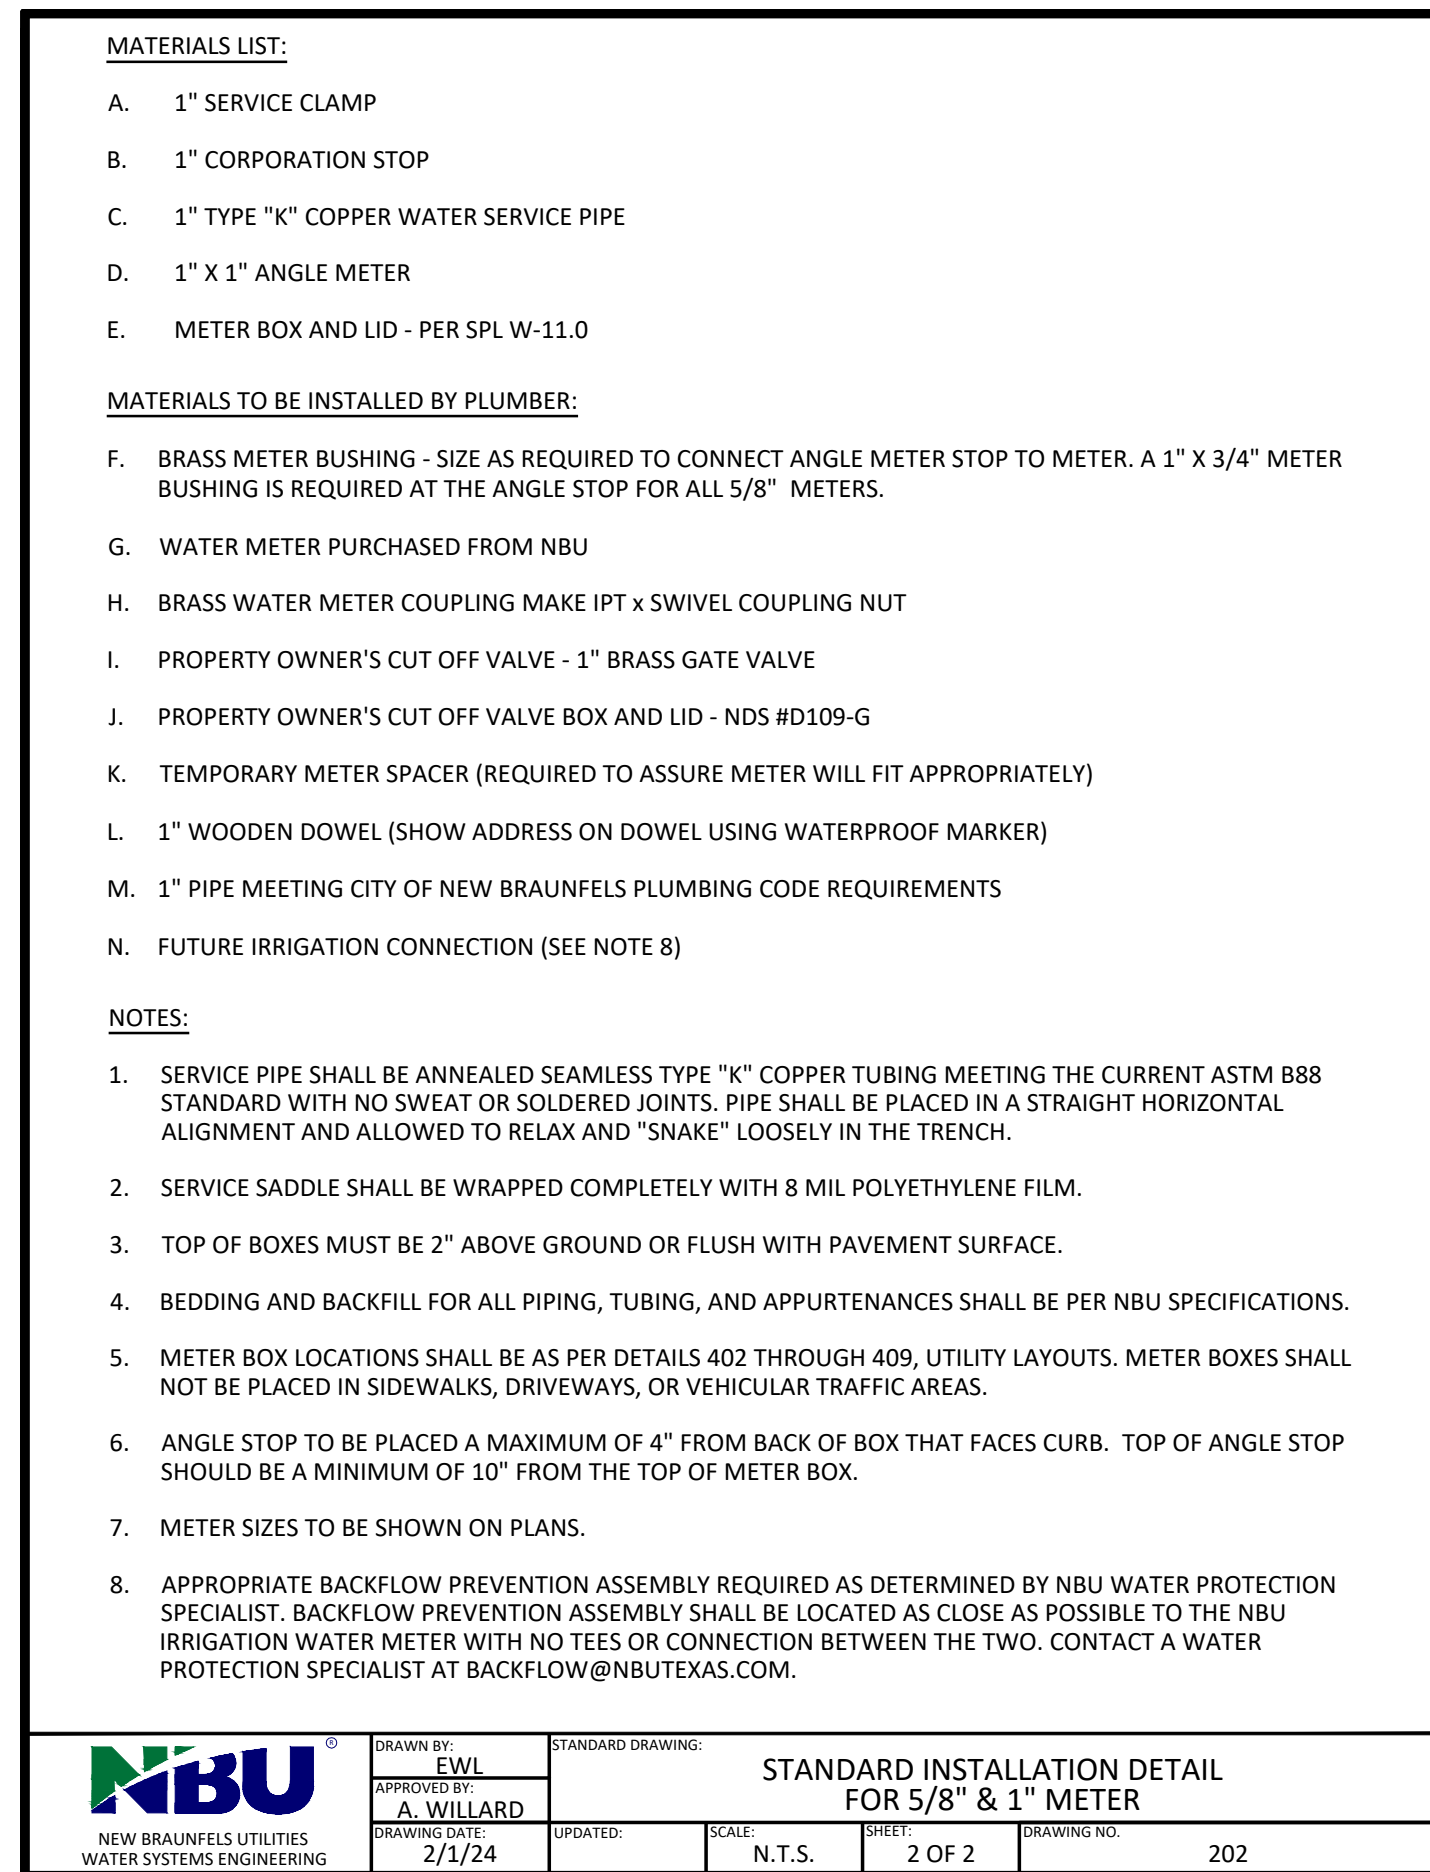 MATERIALS LIST:
A. 1" SERVICE CLAMP
B. 1" CORPORATION STOP
C. 1" TYPE "K" COPPER WATER SERVICE PIPE
D. 1" X 1" ANGLE METER
E. METER BOX AND LID - PER SPL W-11.0
MATERIALS TO BE INSTALLED BY PLUMBER:
F. BRASS METER BUSHING - SIZE AS REQUIRED TO CONNECT ANGLE METER STOP TO METER. A 1" X 3/4" METER
BUSHING IS REQUIRED AT THE ANGLE STOP FOR ALL 5/8" METERS.
G. WATER METER PURCHASED FROM NBU
H. BRASS WATER METER COUPLING MAKE IPT x SWIVEL COUPLING NUT
I. PROPERTY OWNER'S CUT OFF VALVE - 1" BRASS GATE VALVE
J. PROPERTY OWNER'S CUT OFF VALVE BOX AND LID - NDS #D109-G
K. TEMPORARY METER SPACER (REQUIRED TO ASSURE METER WILL FIT APPROPRIATELY)
L. 1" WOODEN DOWEL (SHOW ADDRESS ON DOWEL USING WATERPROOF MARKER)
M. 1" PIPE MEETING CITY OF NEW BRAUNFELS PLUMBING CODE REQUIREMENTS
N. FUTURE IRRIGATION CONNECTION (SEE NOTE 8)
NOTES:
1. SERVICE PIPE SHALL BE ANNEALED SEAMLESS TYPE "K" COPPER TUBING MEETING THE CURRENT ASTM B88
STANDARD WITH NO SWEAT OR SOLDERED JOINTS. PIPE SHALL BE PLACED IN A STRAIGHT HORIZONTAL
ALIGNMENT AND ALLOWED TO RELAX AND "SNAKE" LOOSELY IN THE TRENCH.
2. SERVICE SADDLE SHALL BE WRAPPED COMPLETELY WITH 8 MIL POLYETHYLENE FILM.
3. TOP OF BOXES MUST BE 2" ABOVE GROUND OR FLUSH WITH PAVEMENT SURFACE.
4. BEDDING AND BACKFILL FOR ALL PIPING, TUBING, AND APPURTENANCES SHALL BE PER NBU SPECIFICATIONS.
5. METER BOX LOCATIONS SHALL BE AS PER DETAILS 402 THROUGH 409, UTILITY LAYOUTS. METER BOXES SHALL
NOT BE PLACED IN SIDEWALKS, DRIVEWAYS, OR VEHICULAR TRAFFIC AREAS.
6. ANGLE STOP TO BE PLACED A MAXIMUM OF 4" FROM BACK OF BOX THAT FACES CURB. TOP OF ANGLE STOP
SHOULD BE A MINIMUM OF 10" FROM THE TOP OF METER BOX.
7. METER SIZES TO BE SHOWN ON PLANS.
8. APPROPRIATE BACKFLOW PREVENTION ASSEMBLY REQUIRED AS DETERMINED BY NBU WATER PROTECTION
SPECIALIST. BACKFLOW PREVENTION ASSEMBLY SHALL BE LOCATED AS CLOSE AS POSSIBLE TO THE NBU
IRRIGATION WATER METER WITH NO TEES OR CONNECTION BETWEEN THE TWO. CONTACT A WATER
PROTECTION SPECIALIST AT BACKFLOW@NBUTEXAS.COM.
NBU ®
NEW BRAUNFELS UTILITIES
WATER SYSTEMS ENGINEERING
DRAWN BY:
EWL
APPROVED BY:
A. WILLARD
DRAWING DATE:
2/1/24
STANDARD DRAWING:
STANDARD INSTALLATION DETAIL
FOR 5/8" & 1" METER
UPDATED:
SCALE:
N.T.S.
SHEET:
2 OF 2
DRAWING NO.
202